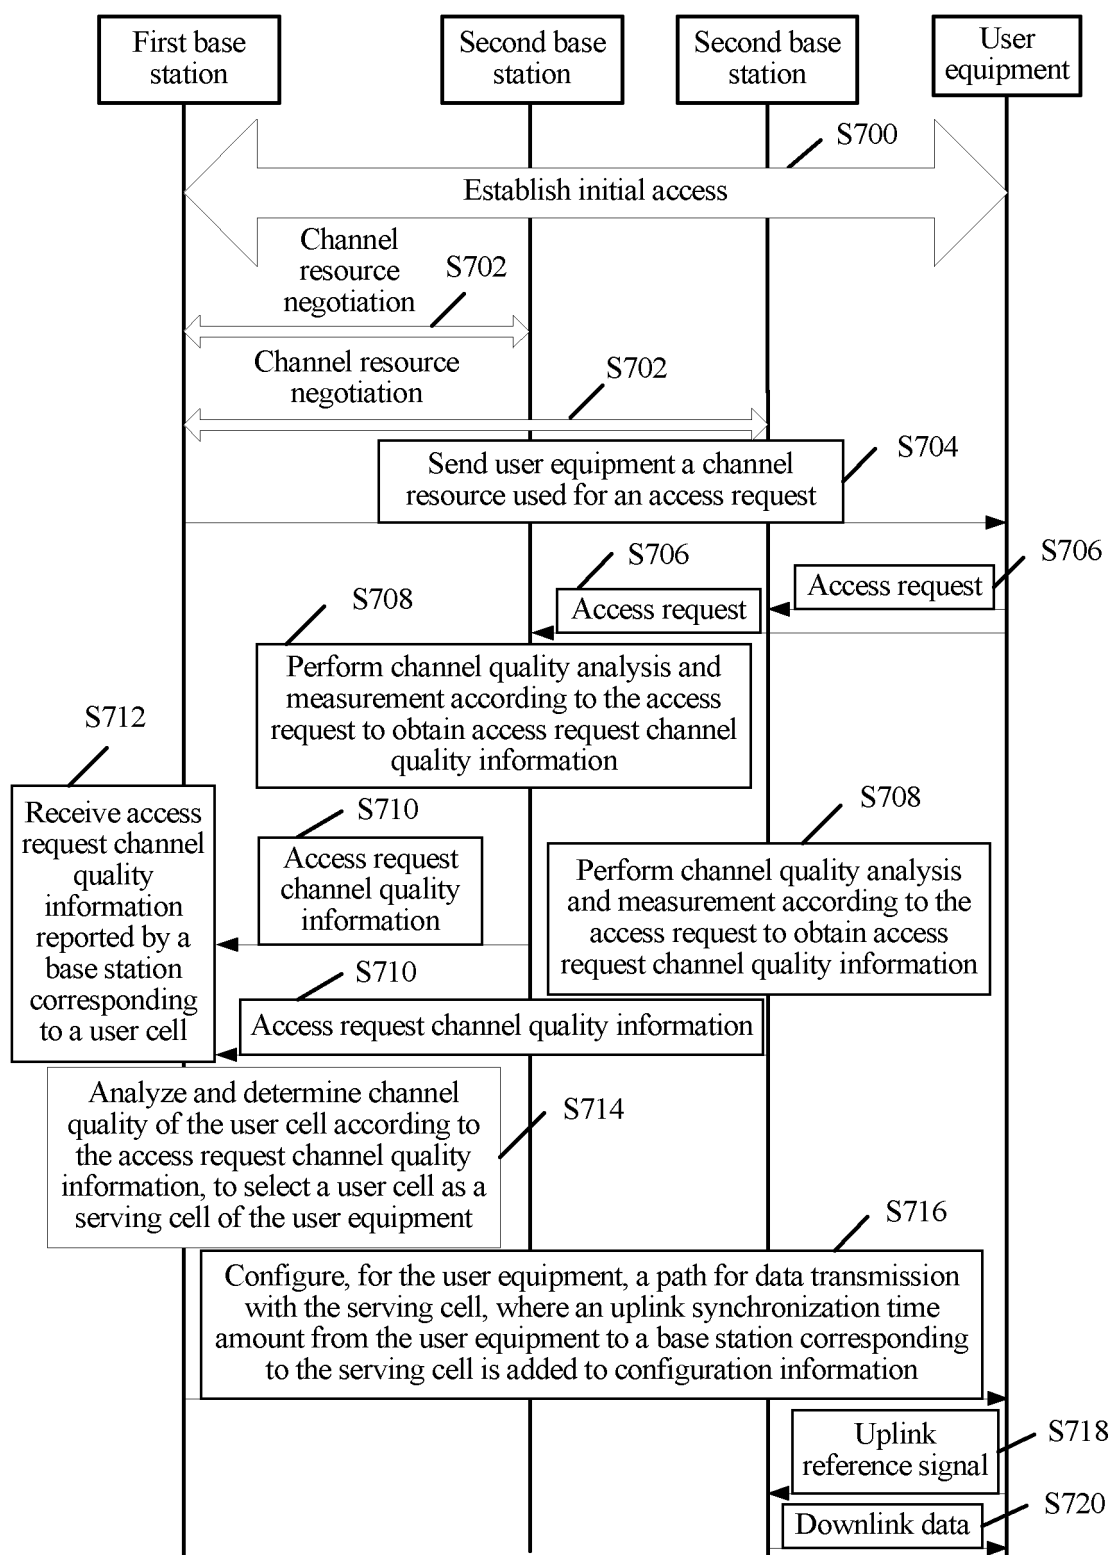 First base
station
Second base
station
Second base
station
User
equipment
S700
Establish initial access
Channel
resource
negotiation
S702
Channel resource
negotiation
S702
S704
Send user equipment a channel
resource used for an access request
S706
Access request
S706
Access request
S708
Perform channel quality analysis and
measurement according to the access
request to obtain access request channel
quality information
S712
Receive access
request channel
quality
information
reported by a
base station
corresponding
to a user cell
S710
Access request
channel quality
information
S708
Perform channel quality analysis
and measurement according to the
access request to obtain access
request channel quality information
S710
Access request channel quality information
Analyze and determine channel
quality of the user cell according to
the access request channel quality
information, to select a user cell as a
serving cell of the user equipment
S714
S716
Configure, for the user equipment, a path for data transmission
with the serving cell, where an uplink synchronization time
amount from the user equipment to a base station corresponding
to the serving cell is added to configuration information
Uplink
reference signal
S718
Downlink data
S720